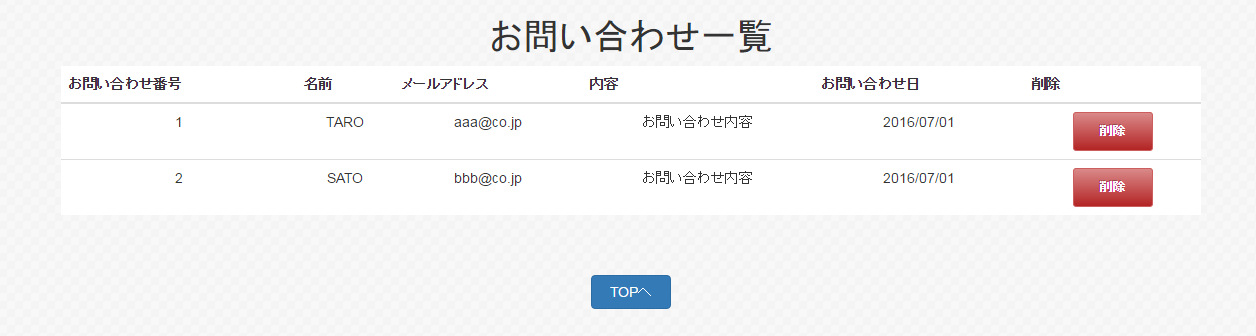 お問い合わせ一覧
お問い合わせ番号 名前 メールアドレス 内容 お問い合わせ日 削除
1 TARO aaa@co.jp お問い合わせ内容 2016/07/01 削除
2 SATO bbb@co.jp お問い合わせ内容 2016/07/01 削除
TOPへ